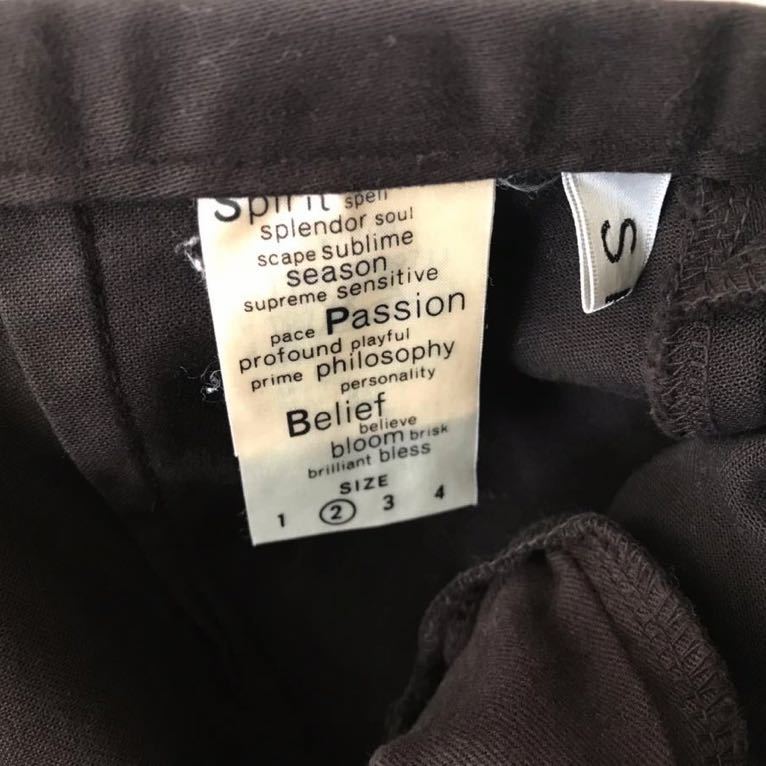 Spirit spell
splendor soul
scape sublime
season
supreme sensitive
pace Passion
profound playful
prime philosophy
personality
Belief
believe
bloom brisk
brilliant bless
SIZE
1 2 3 4
S